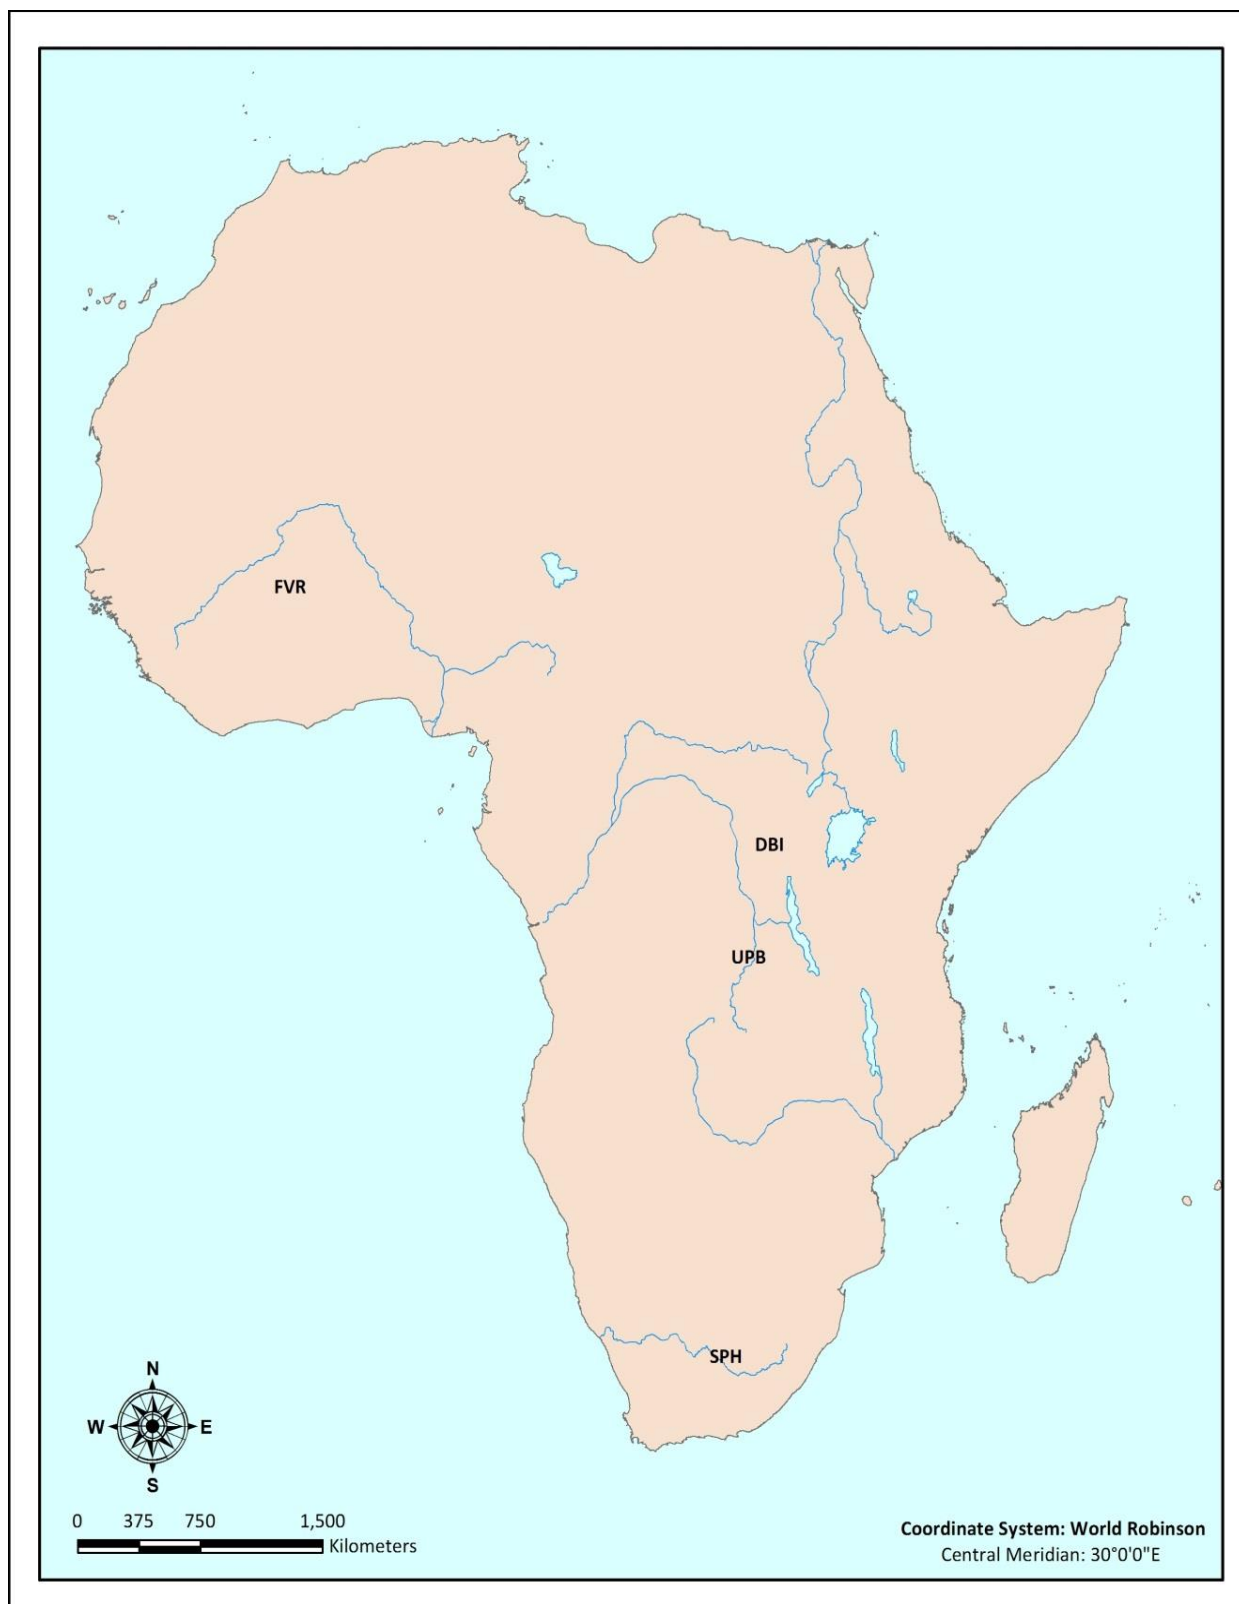 FVR
DBI
UPB
SPH
N
W E
S
0 375 750 1,500
Kilometers
Coordinate System: World Robinson
Central Meridian: 30°0'0"E